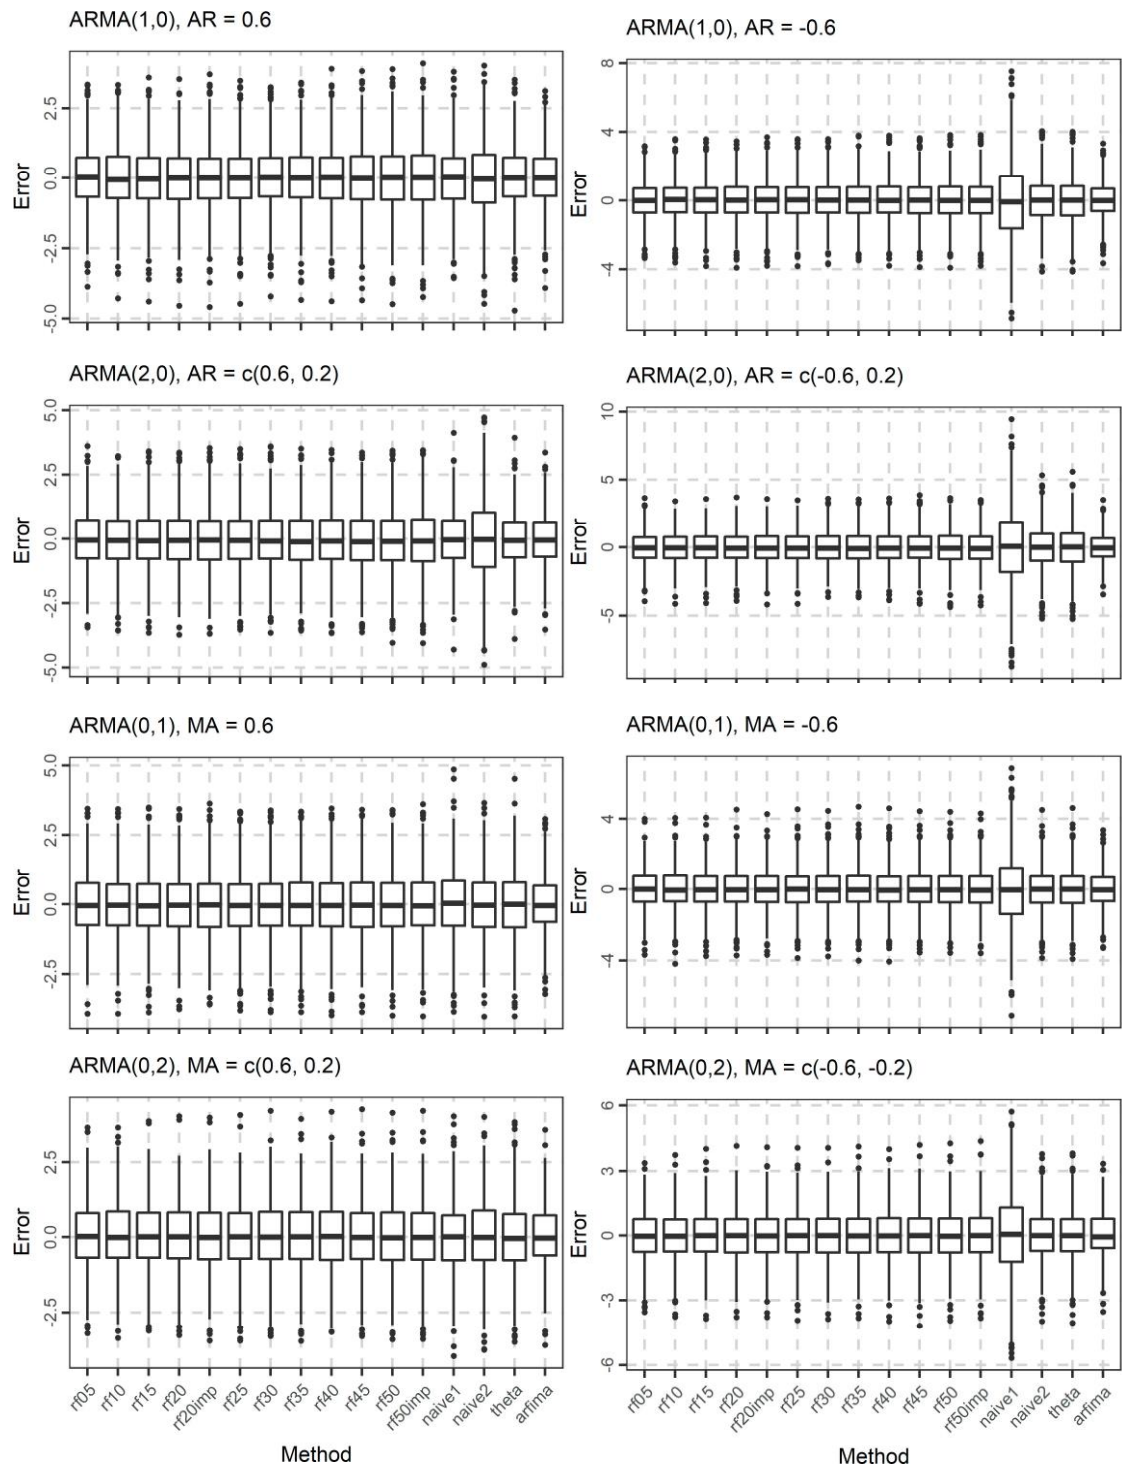 ARMA(1,0), AR = 0.6
2.5
0.0
-2.5
-5.0
Error
ARMA(1,0), AR = -0.6
8
4
0
-4
Error
ARMA(2,0), AR = c(0.6, 0.2)
5.0
2.5
0.0
-2.5
-5.0
Error
ARMA(2,0), AR = c(-0.6, 0.2)
10
5
0
-5
Error
ARMA(0,1), MA = 0.6
5.0
2.5
0.0
-2.5
Error
ARMA(0,1), MA = -0.6
4
0
-4
Error
ARMA(0,2), MA = c(0.6, 0.2)
2.5
0.0
-2.5
Error
rf05
rf10
rf15
rf20
rf20imp
rf25
rf30
rf35
rf40
rf45
rf50
rf50imp
naive1
naive2
theta
arfima
Method
ARMA(0,2), MA = c(-0.6, -0.2)
6
3
0
-3
-6
Error
rf05
rf10
rf15
rf20
rf20imp
rf25
rf30
rf35
rf40
rf45
rf50
rf50imp
naive1
naive2
theta
arfima
Method